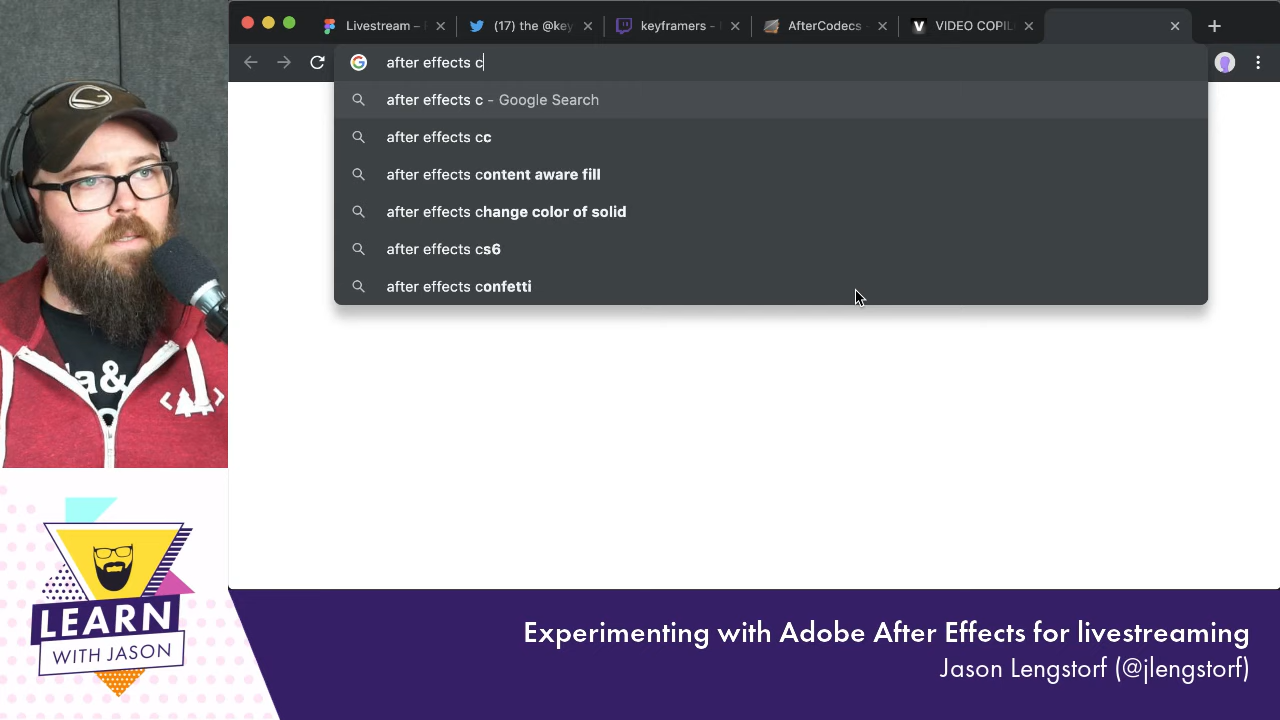 Livestream –
(17) the @key
keyframers -
AfterCodecs
VIDEO COPIL
after effects c
after effects c - Google Search
after effects cc
after effects content aware fill
after effects change color of solid
after effects cs6
after effects confetti
a&
LEARN
WITH JASON
Experimenting with Adobe After Effects for livestreaming
Jason Lengstorf (@jlengstorf)